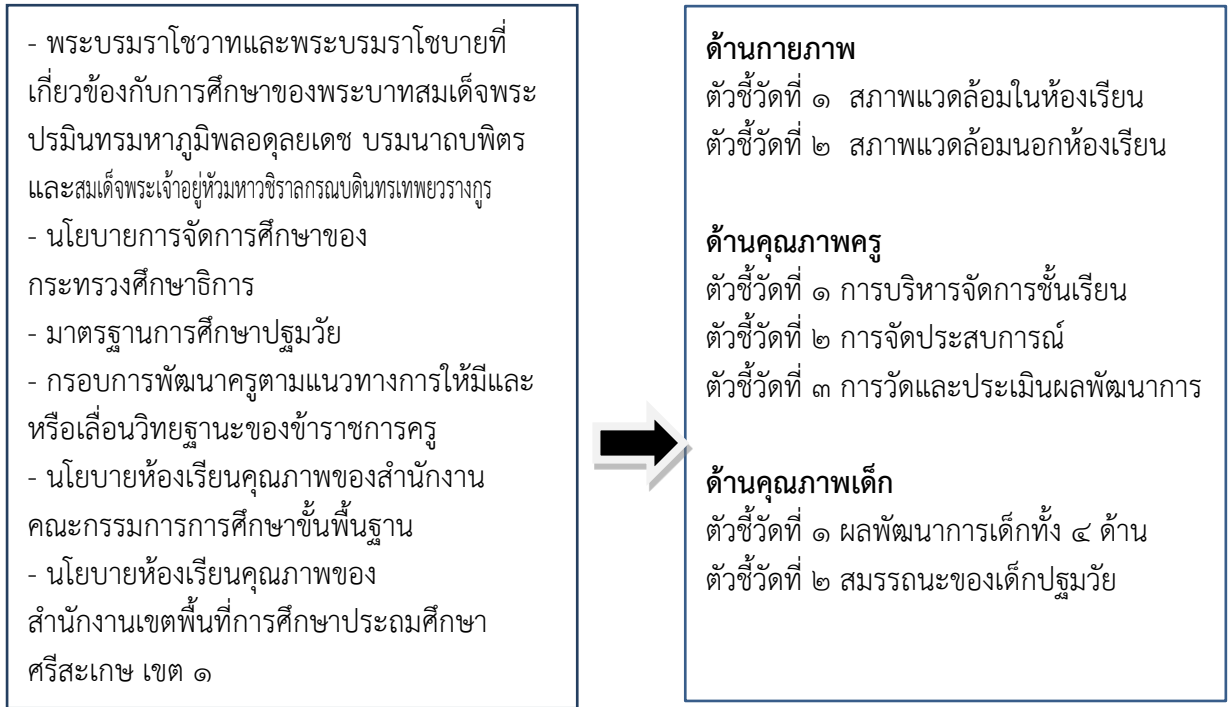 - พระบรมราโชวาทและพระบรมราโชบายที่
เกี่ยวข้องกับการศึกษาของพระบาทสมเด็จพระ
ปรมินทรมหาภูมิพลอดุลยเดช บรมนาถบพิตร
และสมเด็จพระเจ้าอยู่หัวมหาวชิราลกรณบดินทรเทพยวรางกูร
- นโยบายการจัดการศึกษาของ
กระทรวงศึกษาธิการ
- มาตรฐานการศึกษาปฐมวัย
- กรอบการพัฒนาครูตามแนวทางการให้มีและ
หรือเลื่อนวิทยฐานะของข้าราชการครู
- นโยบายห้องเรียนคุณภาพของสำนักงาน
คณะกรรมการการศึกษาขั้นพื้นฐาน
- นโยบายห้องเรียนคุณภาพของ
สำนักงานเขตพื้นที่การศึกษาประถมศึกษา
ศรีสะเกษ เขต ๑
ด้านกายภาพ
ตัวชี้วัดที่ ๑ สภาพแวดล้อมในห้องเรียน
ตัวชี้วัดที่ ๒ สภาพแวดล้อมนอกห้องเรียน
ด้านคุณภาพครู
ตัวชี้วัดที่ ๑ การบริหารจัดการชั้นเรียน
ตัวชี้วัดที่ ๒ การจัดประสบการณ์
ตัวชี้วัดที่ ๓ การวัดและประเมินผลพัฒนาการ
ด้านคุณภาพเด็ก
ตัวชี้วัดที่ ๑ ผลพัฒนาการเด็กทั้ง ๔ ด้าน
ตัวชี้วัดที่ ๒ สมรรถนะของเด็กปฐมวัย